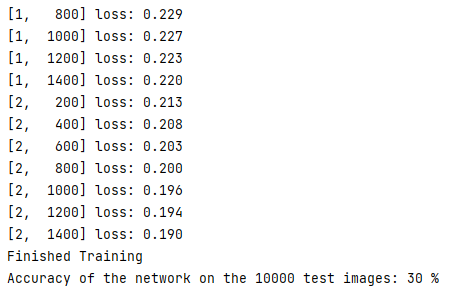 [1,   800] loss: 0.229
[1,  1000] loss: 0.227
[1,  1200] loss: 0.223
[1,  1400] loss: 0.220
[2,   200] loss: 0.213
[2,   400] loss: 0.208
[2,   600] loss: 0.203
[2,   800] loss: 0.200
[2,  1000] loss: 0.196
[2,  1200] loss: 0.194
[2,  1400] loss: 0.190
Finished Training
Accuracy of the network on the 10000 test images: 30 %